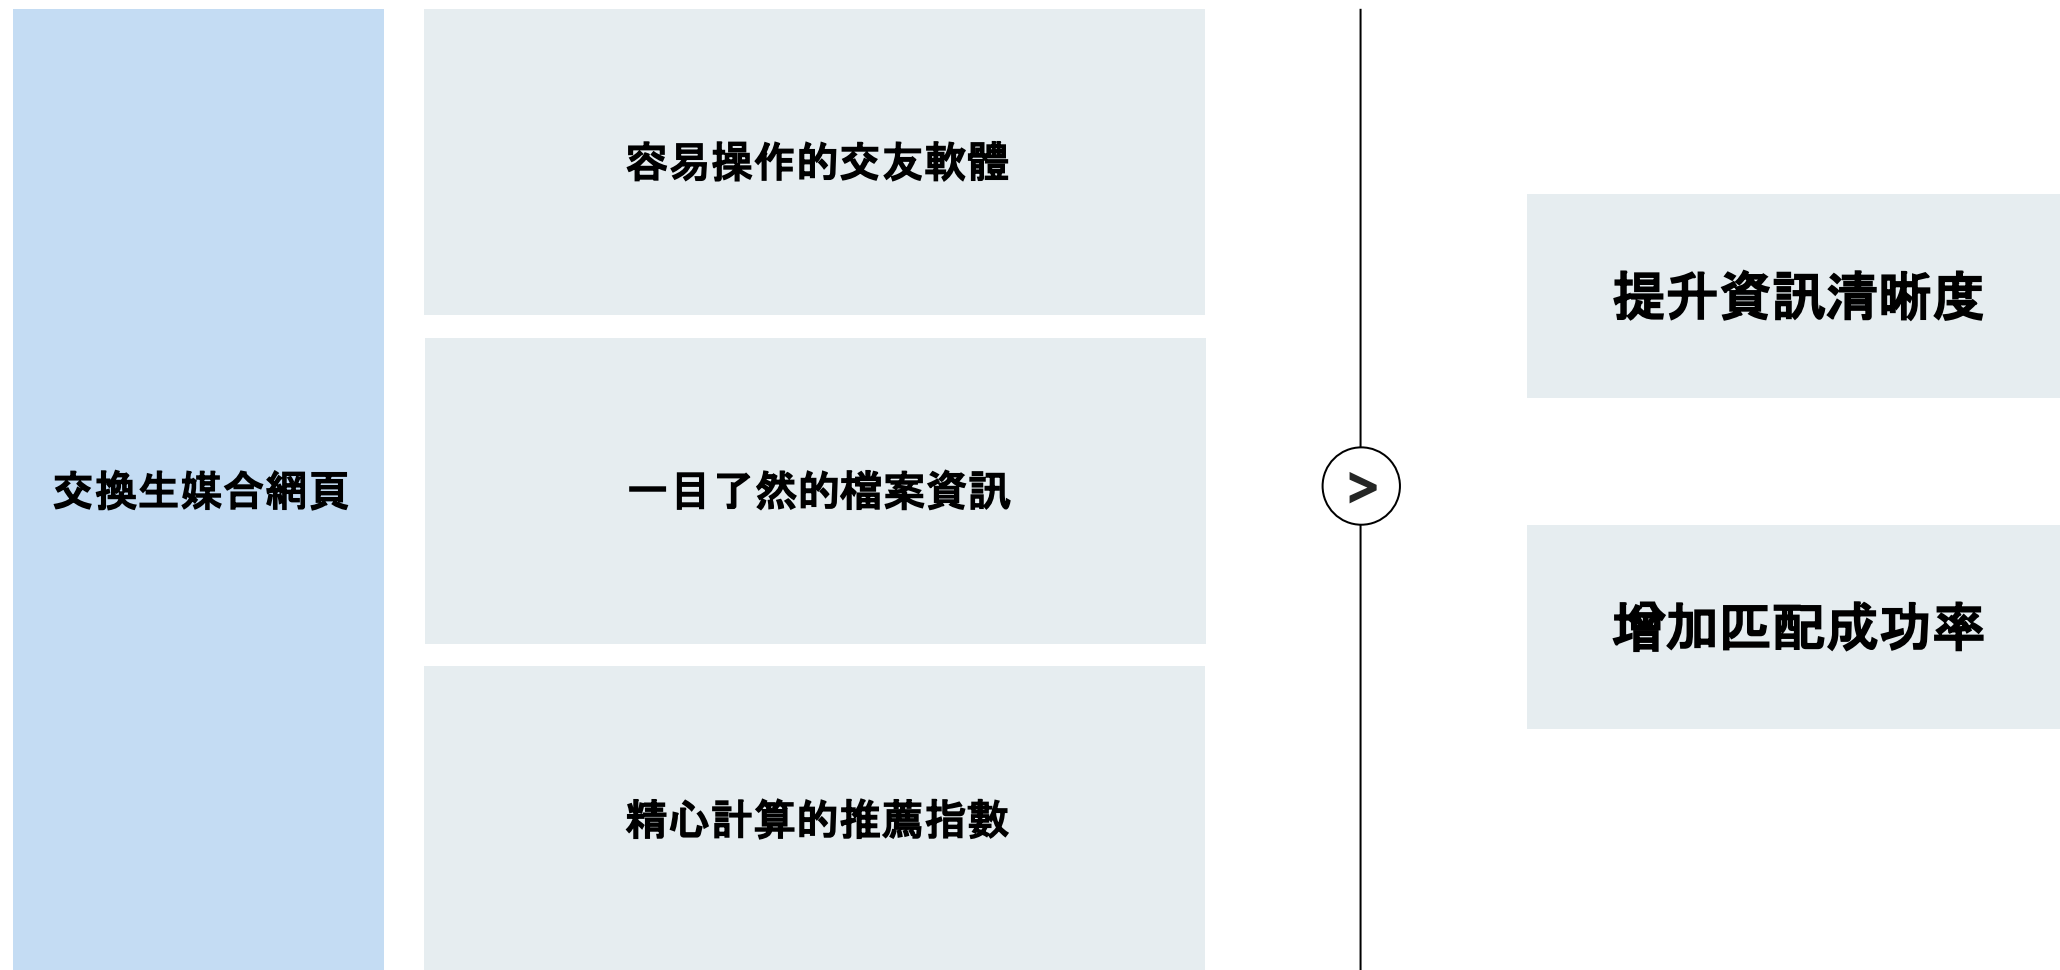 交換生媒合網頁
容易操作的交友軟體
一目了然的檔案資訊
精心計算的推薦指數
>
提升資訊清晰度
增加匹配成功率